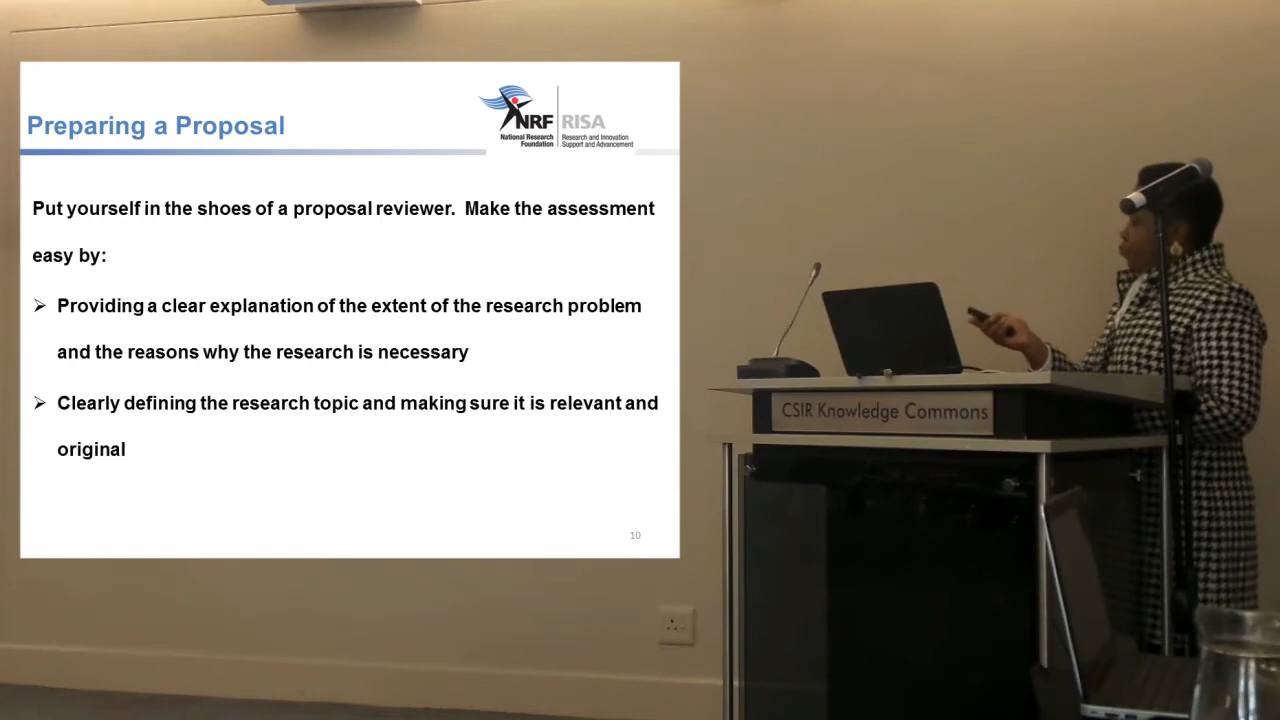 Preparing a Proposal
NRF
RISA
National Research
Foundation
Research and Innovation
Support and Advancement
Put yourself in the shoes of a proposal reviewer. Make the assessment
easy by:
Providing a clear explanation of the extent of the research problem
and the reasons why the research is necessary
Clearly defining the research topic and making sure it is relevant and
original
10
CSIR Knowledge Commons